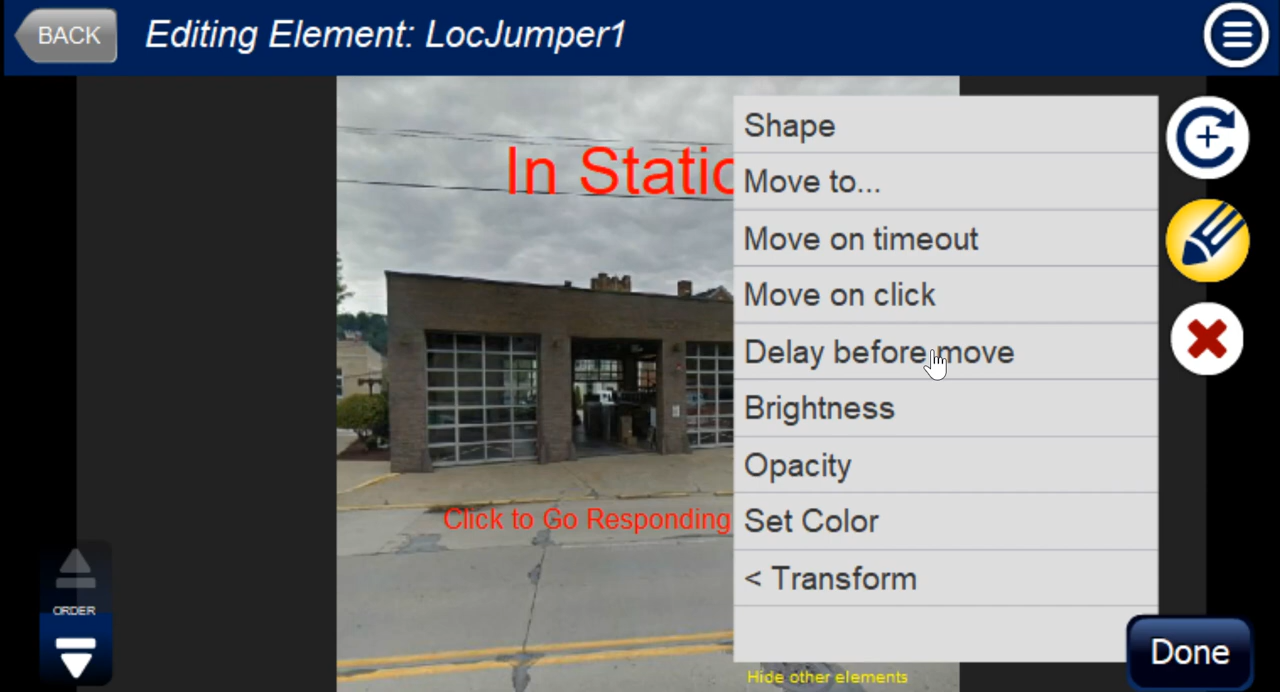 BACK
Editing Element: LocJumper1
In Static
Shape
Move to...
Move on timeout
Move on click
Delay before move
Brightness
Opacity
Set Color
< Transform
Click to Go Responding
ORDER
Done
Hide other elements